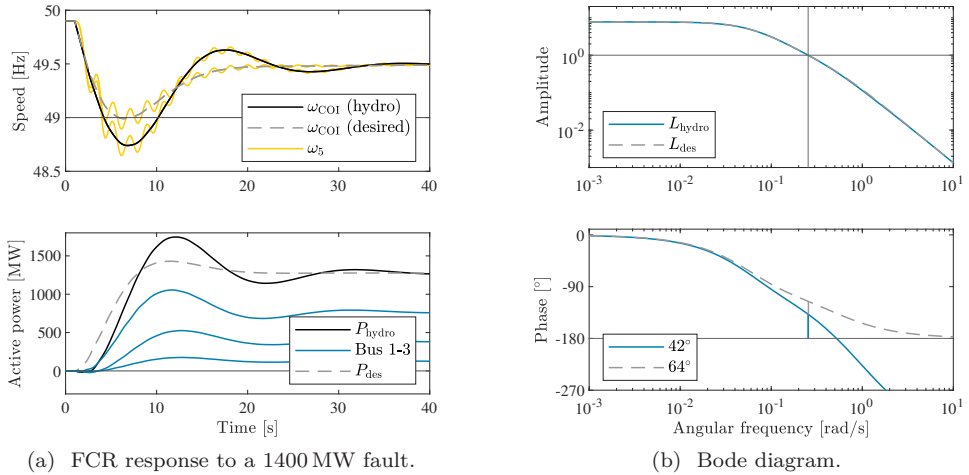 50
49.5
49
48.5
Speed [Hz]
ω_COI (hydro)
ω_COI (desired)
ω_5
0 10 20 30 40
1500
1000
500
0
Active power [MW]
P_hydro
Bus 1-3
P_des
0 10 20 30 40
Time [s]
(a) FCR response to a 1400 MW fault.
10^0
10^-2
Amplitude
L_hydro
L_des
10^-3 10^-2 10^-1 10^0 10^1
0
-90
-180
-270
Phase [°]
42°
64°
10^-3 10^-2 10^-1 10^0 10^1
Angular frequency [rad/s]
(b) Bode diagram.